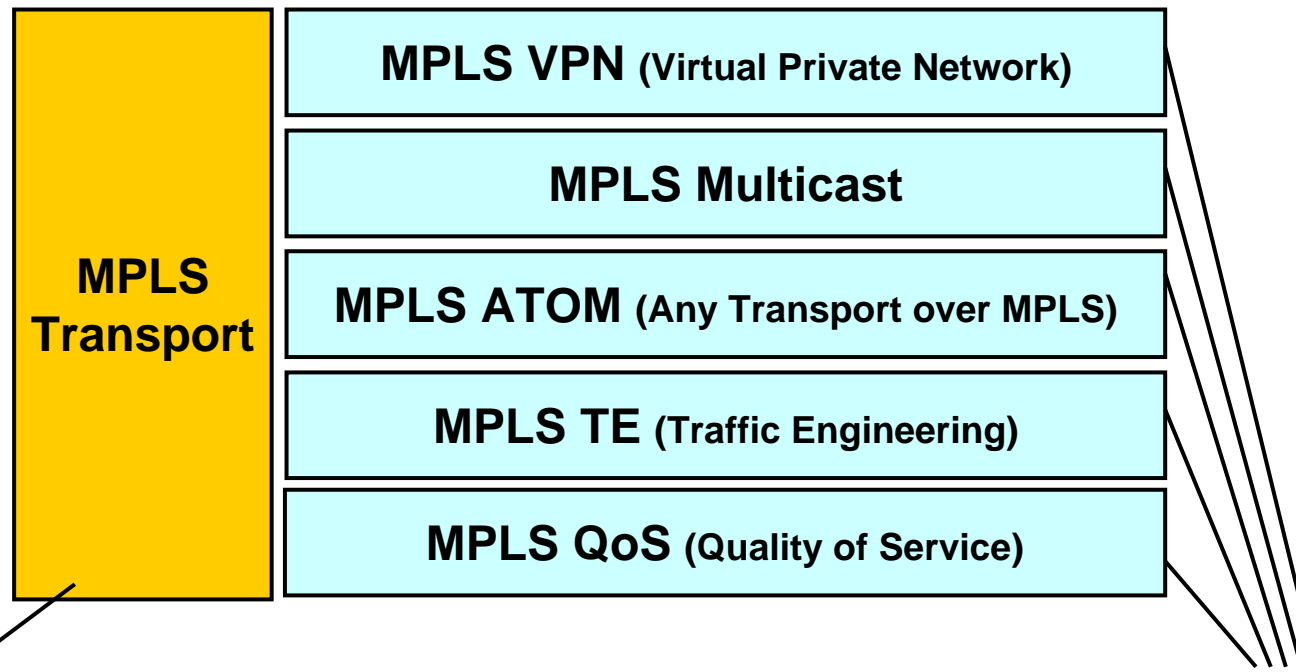 MPLS VPN (Virtual Private Network)
MPLS Multicast
MPLS
Transport
MPLS ATOM (Any Transport over MPLS)
MPLS TE (Traffic Engineering)
MPLS QoS (Quality of Service)